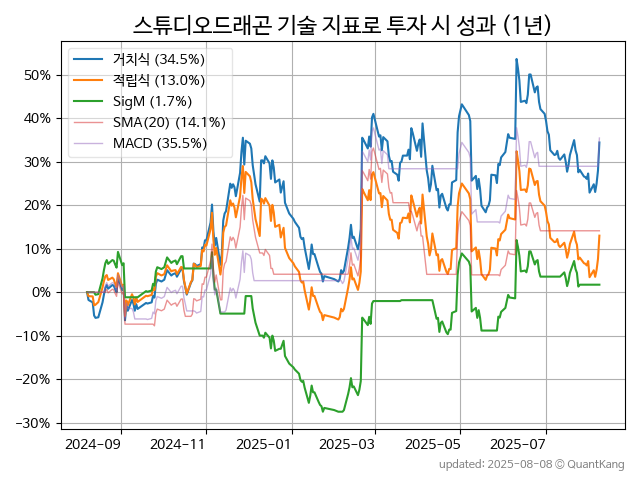 스튜디오드래곤 기술 지표로 투자 시 성과 (1년)
거치식 (34.5%)
적립식 (13.0%)
SigM (1.7%)
SMA(20) (14.1%)
MACD (35.5%)
50%
40%
30%
20%
10%
0%
−10%
−20%
−30%
2024-09
2024-11
2025-01
2025-03
2025-05
2025-07
updated: 2025-08-08 © QuantKang